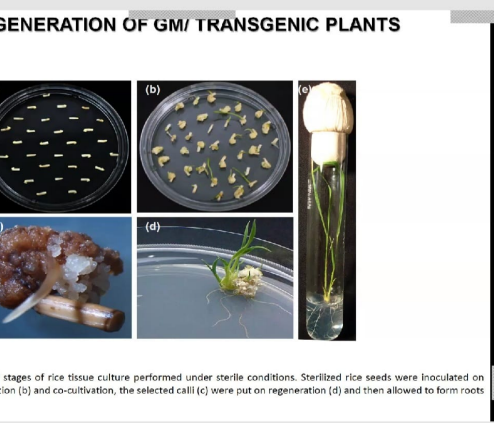 GENERATION OF GM/ TRANSGENIC PLANTS
(b)
(e)
)
(d)
stages of rice tissue culture performed under sterile conditions. Sterilized rice seeds were inoculated on
tion (b) and co-cultivation, the selected calli (c) were put on regeneration (d) and then allowed to form roots